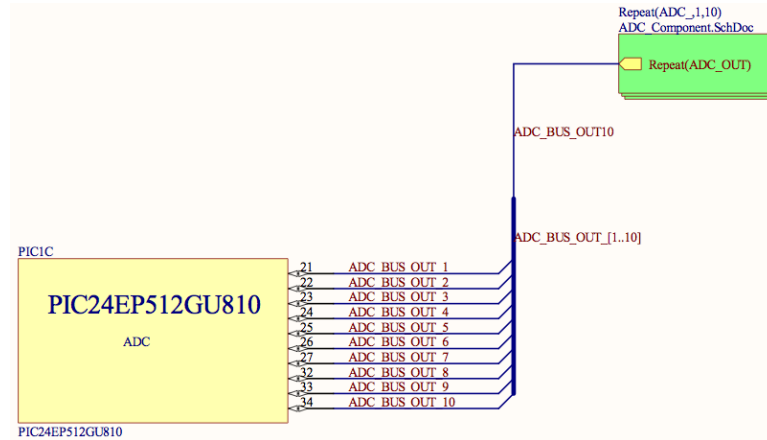 Repeat(ADC_,1,10)
ADC_Component.SchDoc
Repeat(ADC_OUT)
ADC_BUS_OUT10
ADC_BUS_OUT_[1..10]
PIC1C
PIC24EP512GU810
ADC
21 ADC_BUS_OUT_1
22 ADC_BUS_OUT_2
23 ADC_BUS_OUT_3
24 ADC_BUS_OUT_4
25 ADC_BUS_OUT_5
26 ADC_BUS_OUT_6
27 ADC_BUS_OUT_7
32 ADC_BUS_OUT_8
33 ADC_BUS_OUT_9
34 ADC_BUS_OUT_10
PIC24EP512GU810